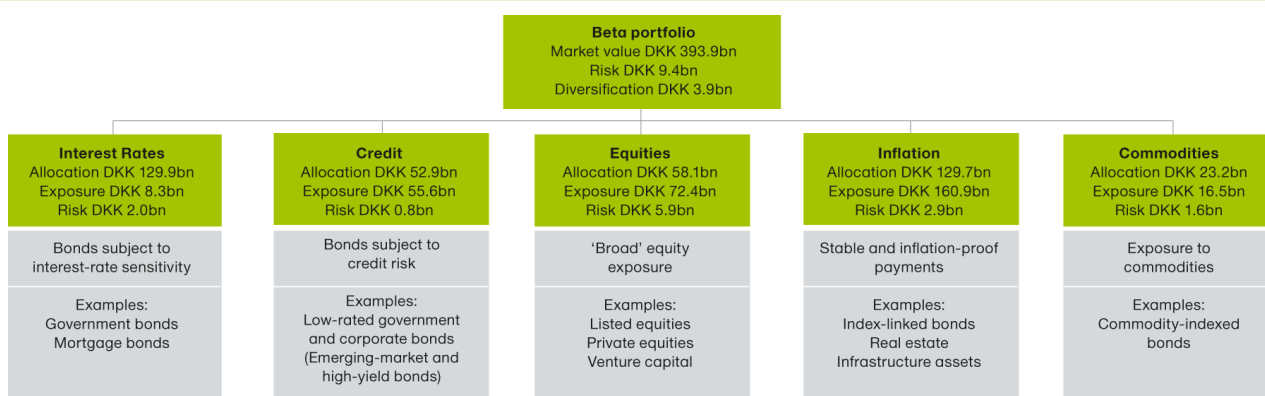 Beta portfolio
Market value DKK 393.9bn
Risk DKK 9.4bn
Diversification DKK 3.9bn
Interest Rates
Allocation DKK 129.9bn
Exposure DKK 8.3bn
Risk DKK 2.0bn
Bonds subject to
interest-rate sensitivity
Examples:
Government bonds
Mortgage bonds
Credit
Allocation DKK 52.9bn
Exposure DKK 55.6bn
Risk DKK 0.8bn
Bonds subject to
credit risk
Examples:
Low-rated government
and corporate bonds
(Emerging-market and
high-yield bonds)
Equities
Allocation DKK 58.1bn
Exposure DKK 72.4bn
Risk DKK 5.9bn
‘Broad’ equity
exposure
Examples:
Listed equities
Private equities
Venture capital
Inflation
Allocation DKK 129.7bn
Exposure DKK 160.9bn
Risk DKK 2.9bn
Stable and inflation-proof
payments
Examples:
Index-linked bonds
Real estate
Infrastructure assets
Commodities
Allocation DKK 23.2bn
Exposure DKK 16.5bn
Risk DKK 1.6bn
Exposure to
commodities
Examples:
Commodity-indexed
bonds